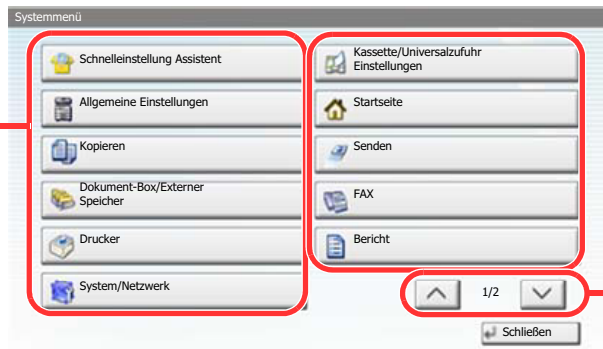 Systemmenü
Schnelleinstellung Assistent
Allgemeine Einstellungen
Kopieren
Dokument-Box/Externer
Speicher
Drucker
System/Netzwerk
Kassette/Universalzufuhr
Einstellungen
Startseite
Senden
FAX
Bericht
1/2
Schließen